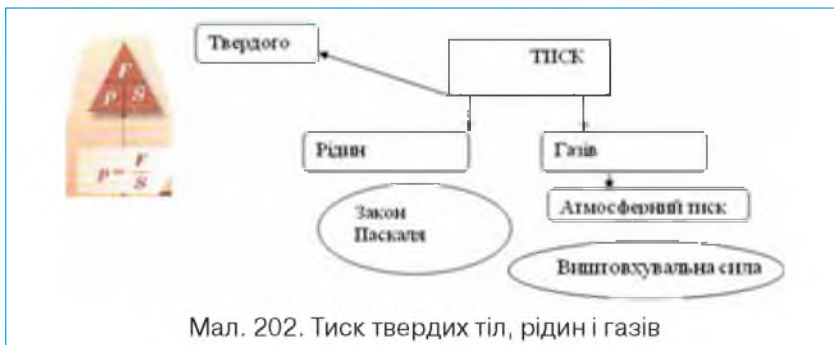 Твердого
ТИСК
F
p S
p = F/S
Рідин
Газів
Закон
Паскаля
Атмосферний тиск
Виштовхувальна сила
Мал. 202. Тиск твердих тіл, рідин і газів